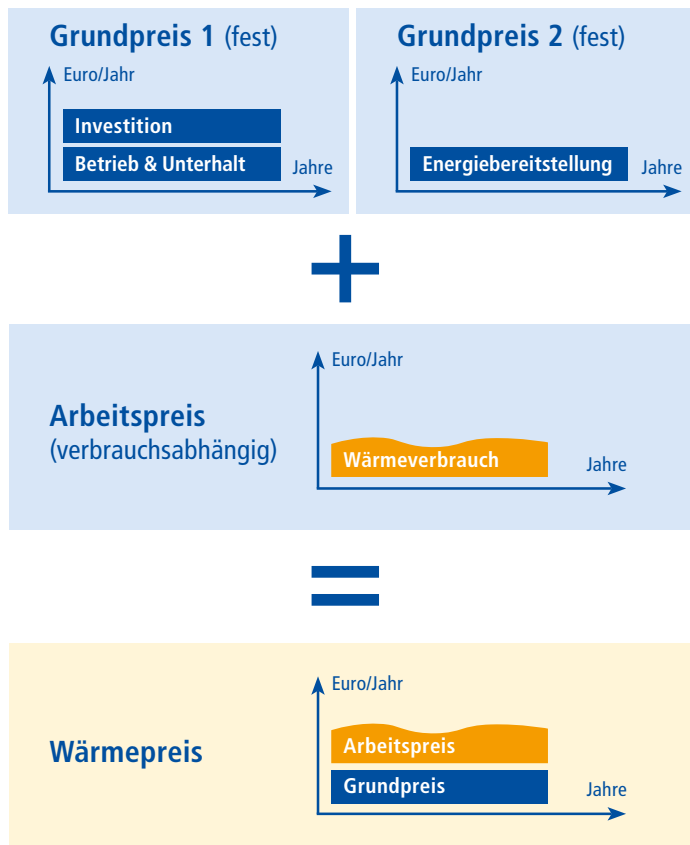 Grundpreis 1 (fest)
Euro/Jahr
Investition
Betrieb & Unterhalt
Jahre
Grundpreis 2 (fest)
Euro/Jahr
Energiebereitstellung
Jahre
+
Arbeitspreis
(verbrauchsabhängig)
Euro/Jahr
Wärmeverbrauch
Jahre
=
Wärmepreis
Euro/Jahr
Arbeitspreis
Grundpreis
Jahre